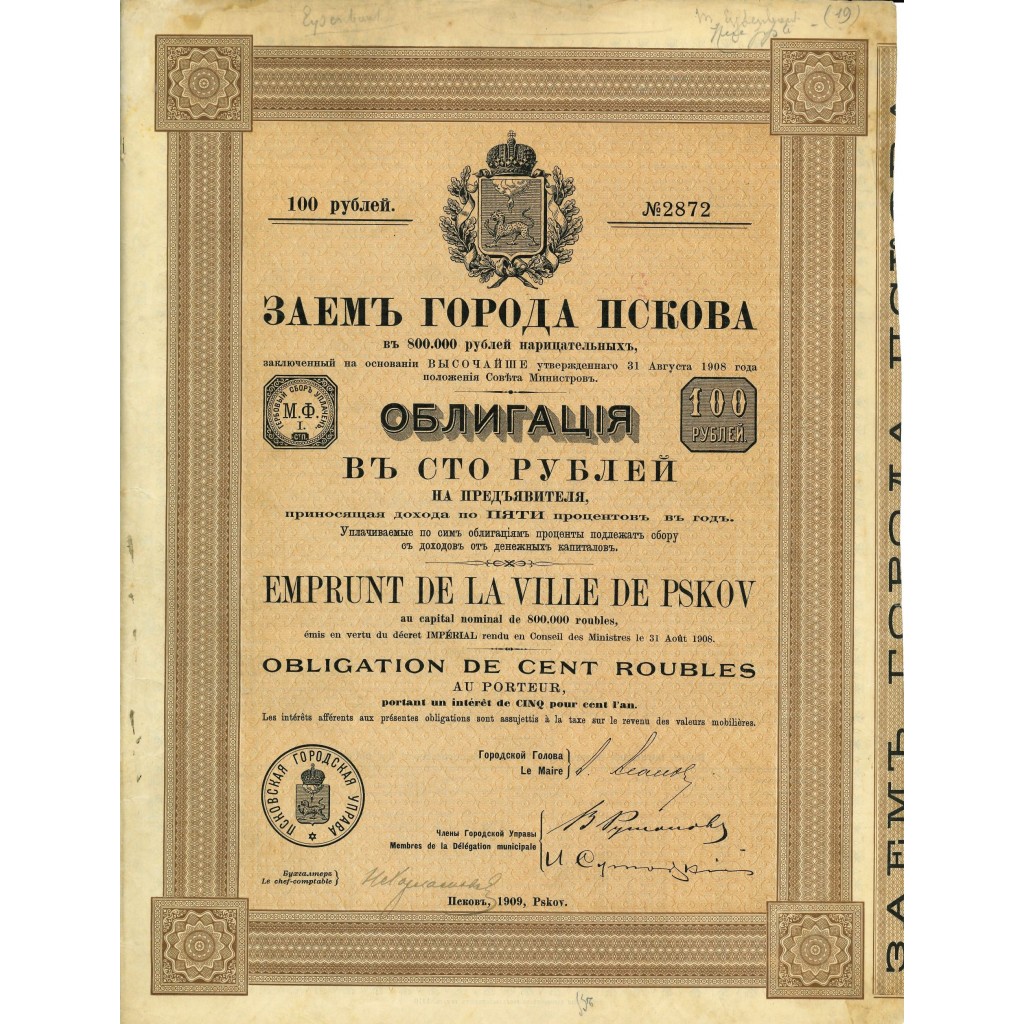 (19)
100 рублей.
№2872
ЗАЕМЪ ГОРОДА ПСКОВА
въ 800.000 рублей нарицательныхъ,
заключенный на основаніи ВЫСОЧАЙШЕ утвержденнаго 31 Августа 1908 года
положенія Совѣта Министровъ.
ГЕРБОВЫЙ СБОРЪ УПЛАЧЕНЪ
М.Ф.
I.
ОБЛИГАЦІЯ
100
РУБЛЕЙ.
ВЪ СТО РУБЛЕЙ
НА ПРЕДЪЯВИТЕЛЯ,
приносящая дохода по ПЯТИ процентовъ въ годъ.
Уплачиваемые по симъ облигаціямъ проценты подлежатъ сбору
съ доходовъ отъ денежныхъ капиталовъ.
EMPRUNT DE LA VILLE DE PSKOV
au capital nominal de 800.000 roubles,
émis en vertu du décret IMPÉRIAL rendu en Conseil des Ministres le 31 Août 1908.
OBLIGATION DE CENT ROUBLES
AU PORTEUR,
portant un intérêt de CINQ pour cent l'an.
Les intérêts afférents aux présentes obligations sont assujettis à la taxe sur le revenu des valeurs mobilières.
ПСКОВСКАЯ ГОРОДСКАЯ УПРАВА
Городской Голова
Le Maire
Члены Городской Управы
Membres de la Délégation municipale
Бухгалтеръ
Le chef-comptable
Псковъ, 1909, Pskov.
ЗАЕМЪ ГОРОДА ПСКОВА